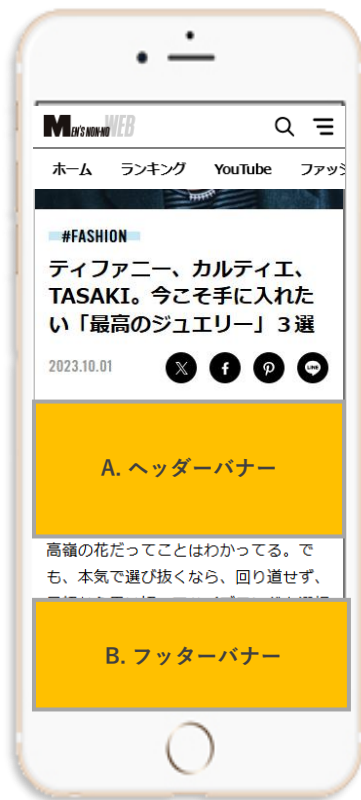 MEN'S NON-NO WEB
ホーム ランキング YouTube ファッシ
#FASHION
ティファニー、カルティエ、
TASAKI。今こそ手に入れた
い「最高のジュエリー」３選
2023.10.01
LINE
A. ヘッダーバナー
高嶺の花だってことはわかってる。で
も、本気で選び抜くなら、回り道せず、
B. フッターバナー